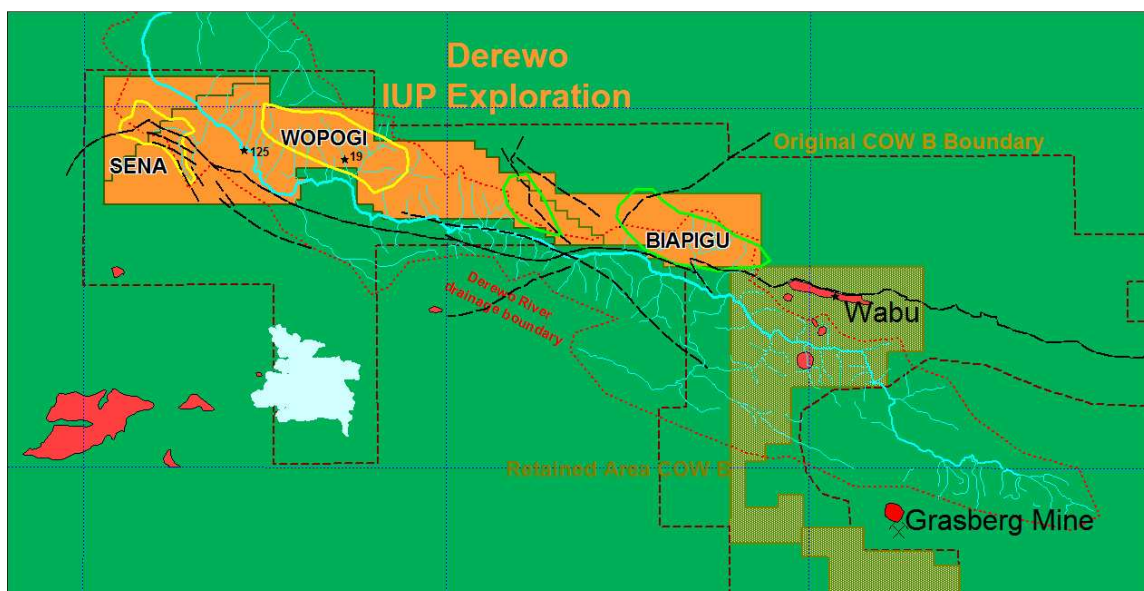 Derewo
IUP Exploration
WOPOGI
SENA
125
19
Original COW B Boundary
BIAPIGU
Derewo River
drainage boundary
Wabu
Retained Area COW B
Grasberg Mine